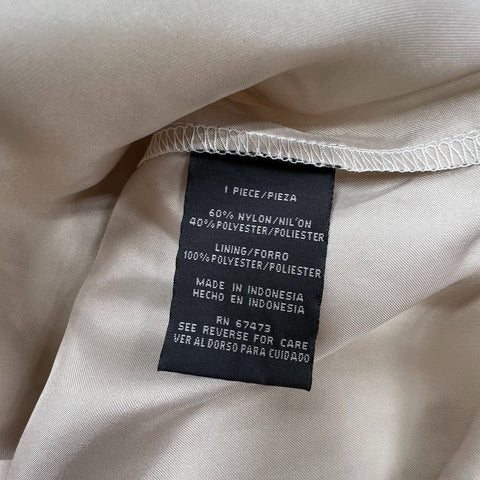 1 PIECE/PIEZA
60% NYLON/NIL'ON
40% POLYESTER/POLIESTER
LINING/FORRO
100% POLYESTER/POLIESTER
MADE IN INDONESIA
HECHO EN INDONESIA
RN 67473
SEE REVERSE FOR CARE
VER AL DORSO PARA CUIDADO